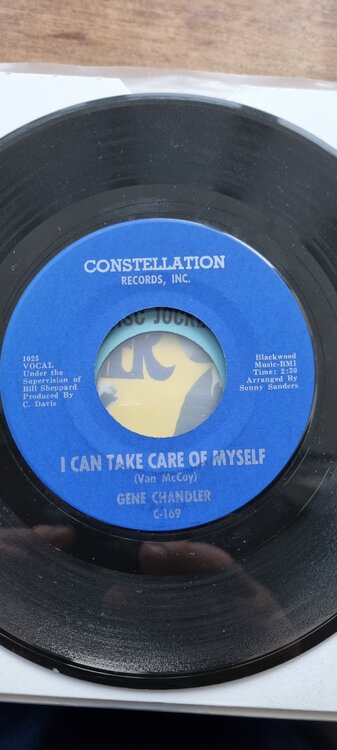 CONSTELLATION
RECORDS, INC.
1025
VOCAL
Under the
Supervision of
Bill Sheppard
Produced By
C. Davis
Blackwood
Music-BMI
Time: 2:30
Arranged By
Sonny Sanders
I CAN TAKE CARE OF MYSELF
(Van McCoy)
GENE CHANDLER
C-169